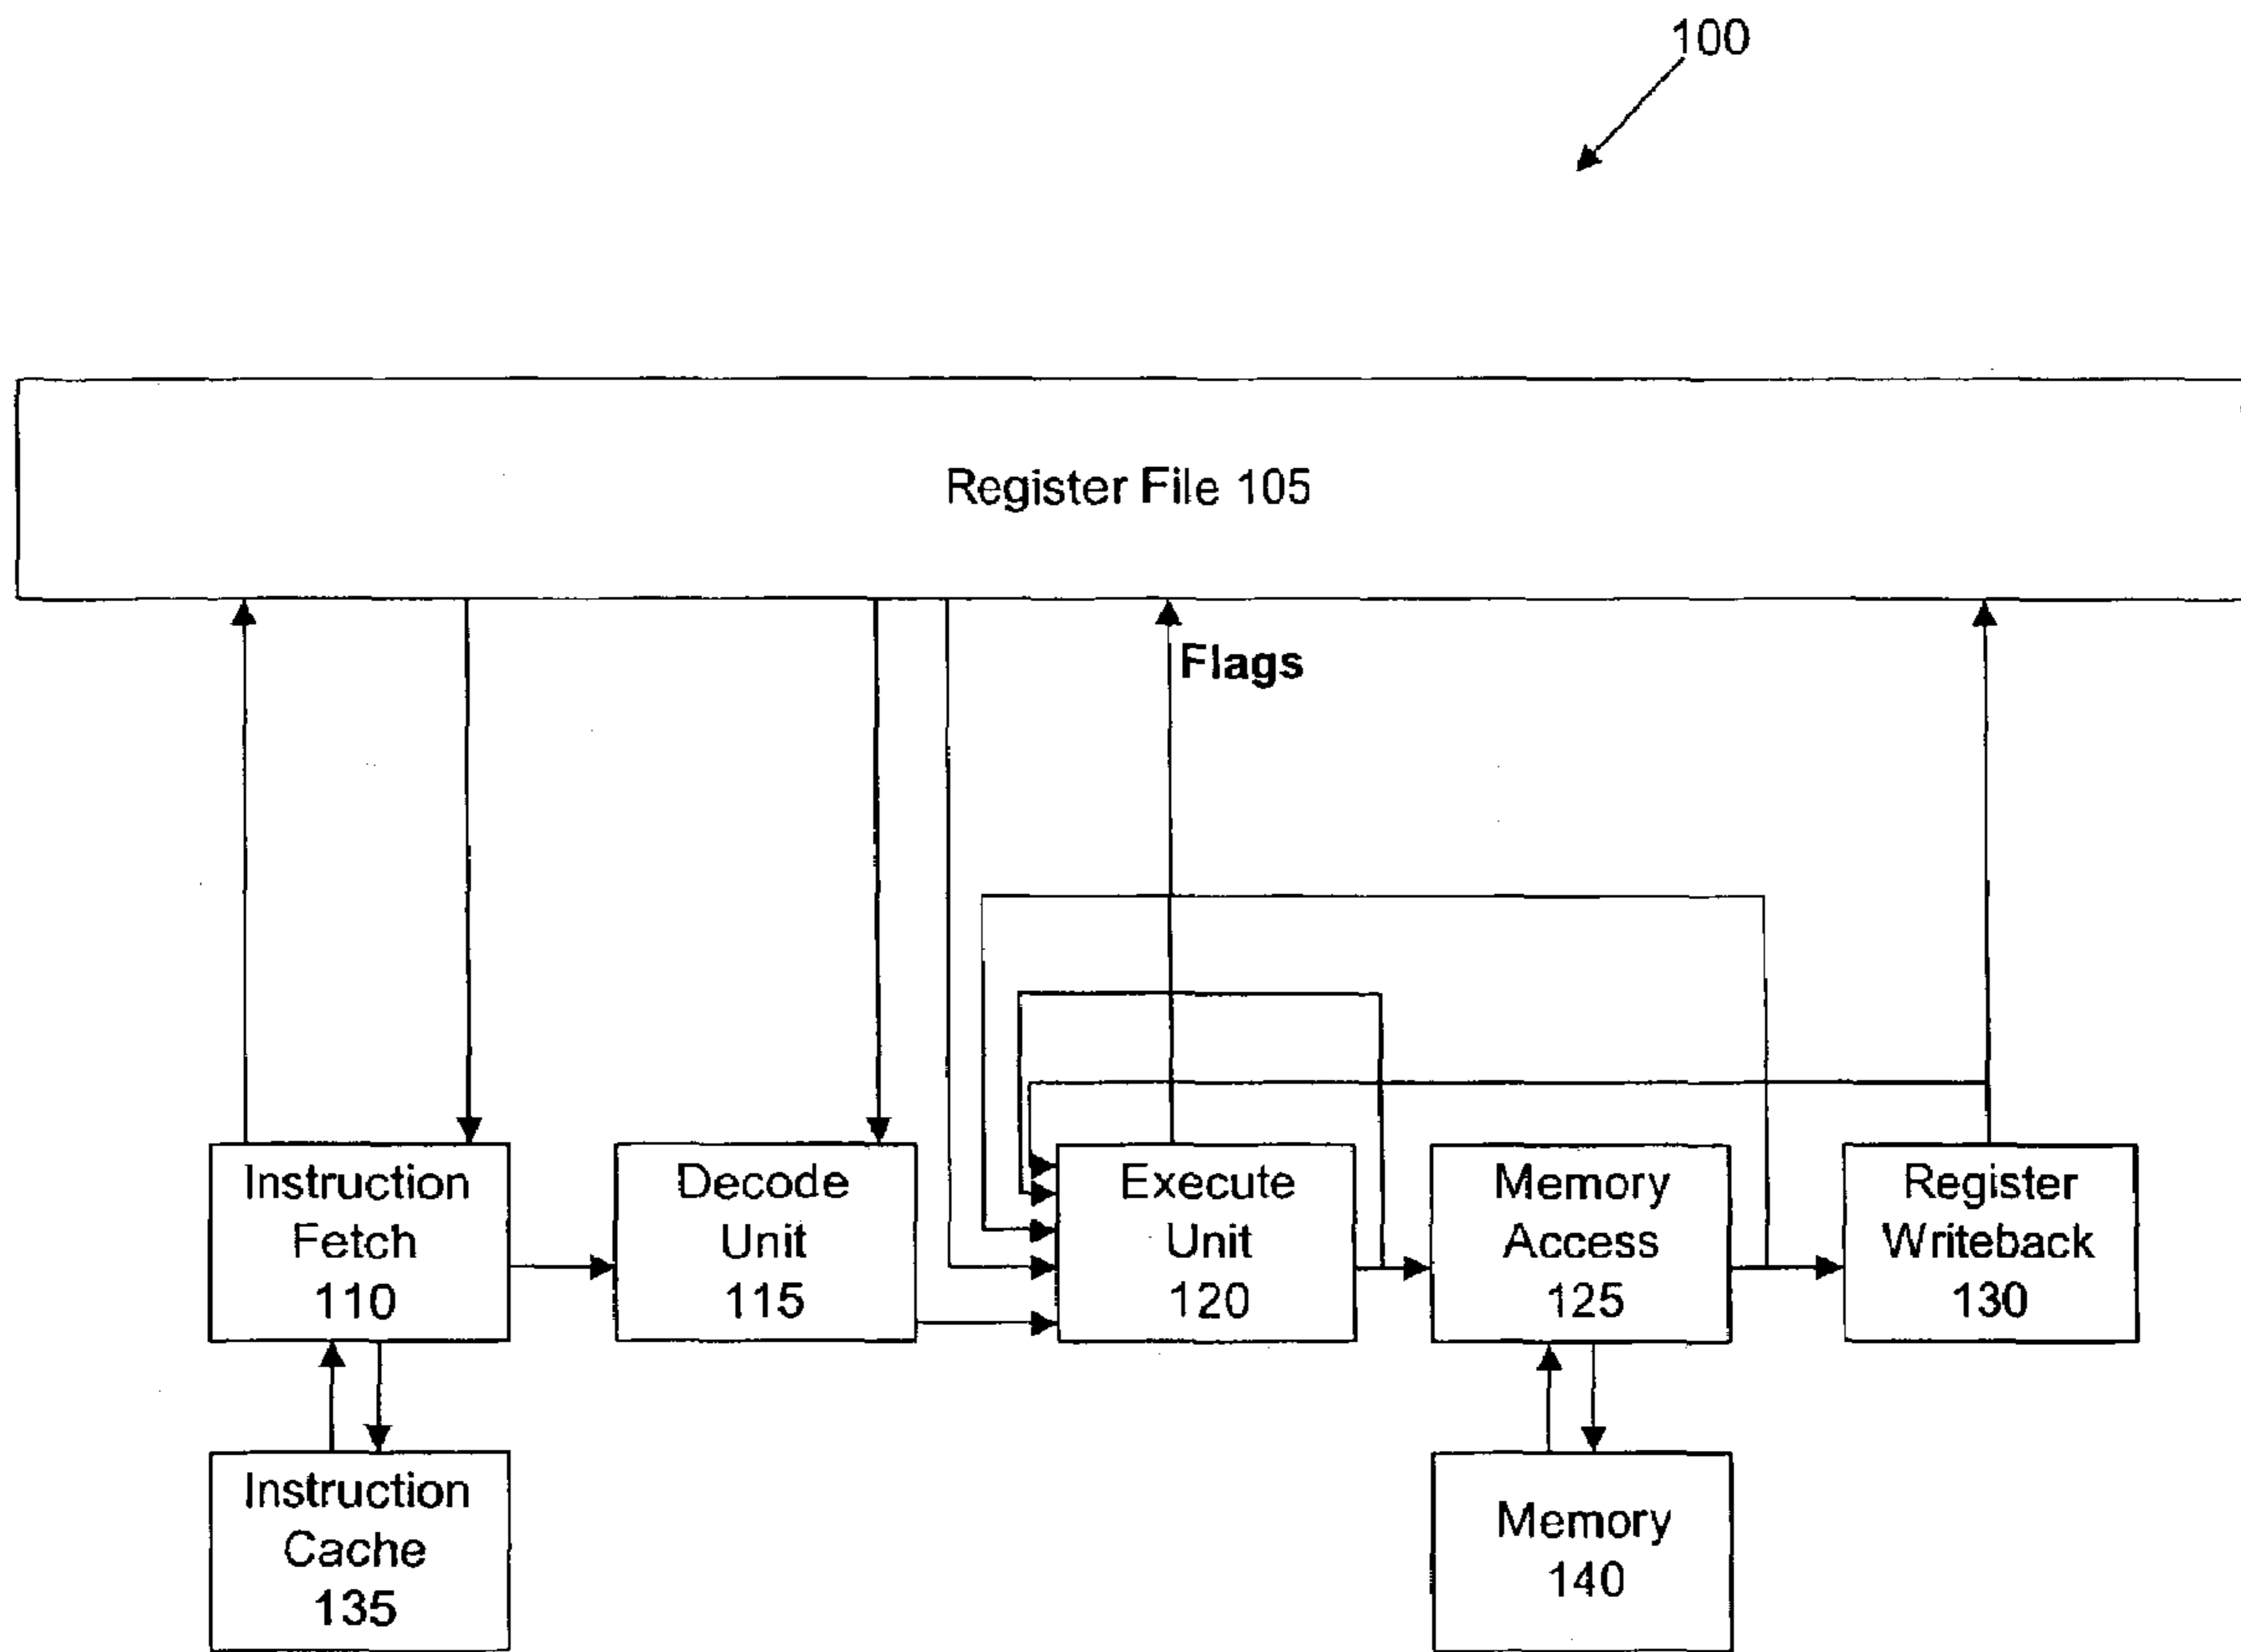 100
Register File 105
Flags
Instruction
Fetch
110
Decode
Unit
115
Execute
Unit
120
Memory
Access
125
Register
Writeback
130
Instruction
Cache
135
Memory
140